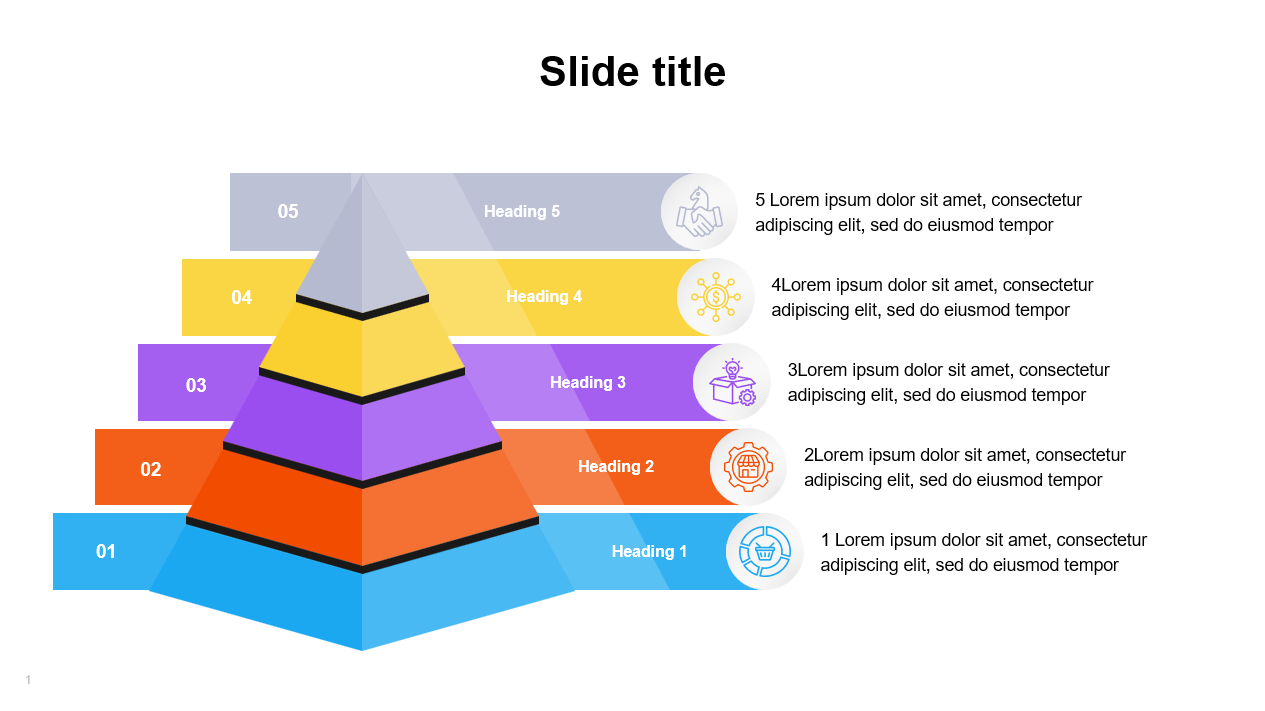 Slide title
05
Heading 5
5 Lorem ipsum dolor sit amet, consectetur
adipiscing elit, sed do eiusmod tempor
04
Heading 4
4Lorem ipsum dolor sit amet, consectetur
adipiscing elit, sed do eiusmod tempor
03
Heading 3
3Lorem ipsum dolor sit amet, consectetur
adipiscing elit, sed do eiusmod tempor
02
Heading 2
2Lorem ipsum dolor sit amet, consectetur
adipiscing elit, sed do eiusmod tempor
01
Heading 1
1 Lorem ipsum dolor sit amet, consectetur
adipiscing elit, sed do eiusmod tempor
1